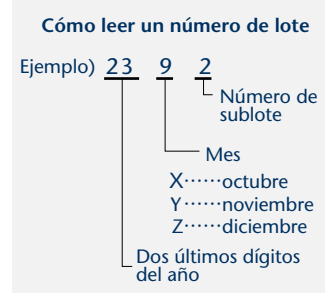 Cómo leer un número de lote
Ejemplo) 23 9 2
Número de
sublote
Mes
X……octubre
Y……noviembre
Z……diciembre
Dos últimos dígitos
del año